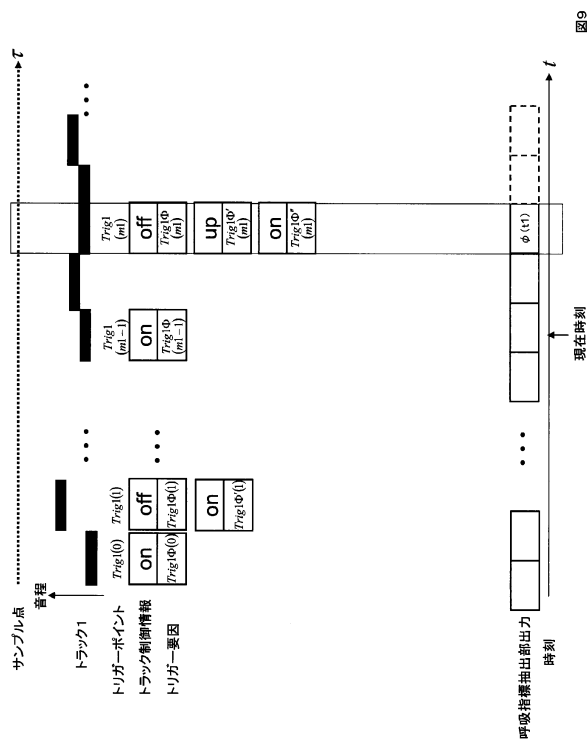 サンプル点
τ
音程
トラック1
トリガーポイント
Trig1(0)
Trig1(1)
Trig1(m1−1)
Trig1(m1)
トラック制御情報
on
off
on
off
トリガー要因
Trig1Φ(0)
Trig1Φ(1)
Trig1Φ(m1−1)
Trig1Φ(m1)
on
Trig1Φ'(1)
up
Trig1Φ'(m1)
on
Trig1Φ"(m1)
呼吸指標抽出部出力
φ(t1)
時刻
t
現在時刻
図9